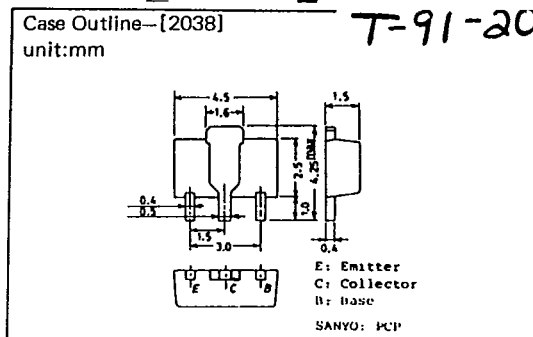 Case Outline—[2038]
T=91-20
unit:mm
4.5
1.6
1.5
2.5
4.25max
1.0
0.4
0.5
1.5
3.0
0.4
E: Emitter
C: Collector
B: Base
E C B
SANYO: PCP